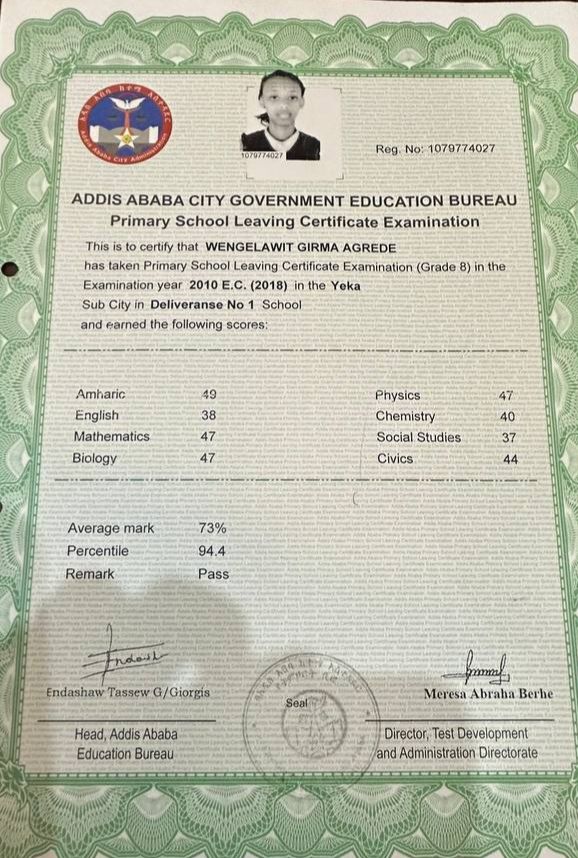 አዲስ አበባ ከተማ አስተዳደር
Addis Ababa City Administration
1079774027
Reg. No: 1079774027
ADDIS ABABA CITY GOVERNMENT EDUCATION BUREAU
Primary School Leaving Certificate Examination
This is to certify that WENGELAWIT GIRMA AGREDE
has taken Primary School Leaving Certificate Examination (Grade 8) in the
Examination year 2010 E.C. (2018) in the Yeka
Sub City in Deliveranse No 1 School
and earned the following scores:
Amharic 49 Physics 47
English 38 Chemistry 40
Mathematics 47 Social Studies 37
Biology 47 Civics 44
Average mark 73%
Percentile 94.4
Remark Pass
Endashaw Tassew G/Giorgis
Seal
Meresa Abraha Berhe
Head, Addis Ababa
Education Bureau
Director, Test Development
and Administration Directorate